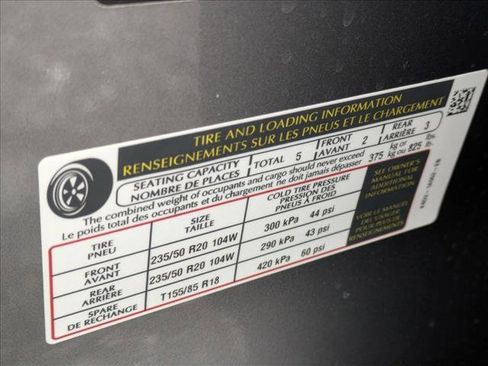 TIRE AND LOADING INFORMATION
RENSEIGNEMENTS SUR LES PNEUS ET LE CHARGEMENT
SEATING CAPACITY
NOMBRE DE PLACES
TOTAL 5
FRONT
AVANT 2
REAR
ARRIÈRE 3
The combined weight of occupants and cargo should never exceed
Le poids total des occupants et du chargement ne doit jamais dépasser
375 kg or 825 lbs.
kg ou lb.
TIRE
PNEU
SIZE
TAILLE
COLD TIRE PRESSURE
PRESSION DES
PNEUS À FROID
FRONT
AVANT
235/50 R20 104W
300 kPa 44 psi
REAR
ARRIÈRE
235/50 R20 104W
290 kPa 43 psi
SPARE
DE RECHANGE
T155/85 R18
420 kPa 60 psi
SEE OWNER'S
MANUAL FOR
ADDITIONAL
INFORMATION
VOIR LE MANUEL
DE L'USAGER
POUR PLUS DE
RENSEIGNEMENTS